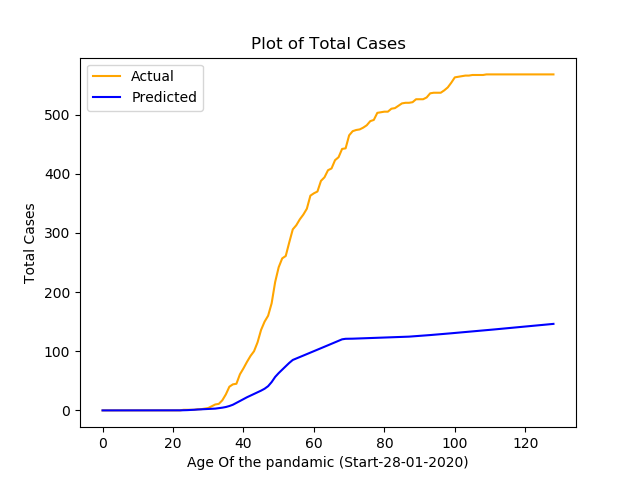 Plot of Total Cases
Actual
Predicted
Total Cases
500
400
300
200
100
0
0 20 40 60 80 100 120
Age Of the pandamic (Start-28-01-2020)